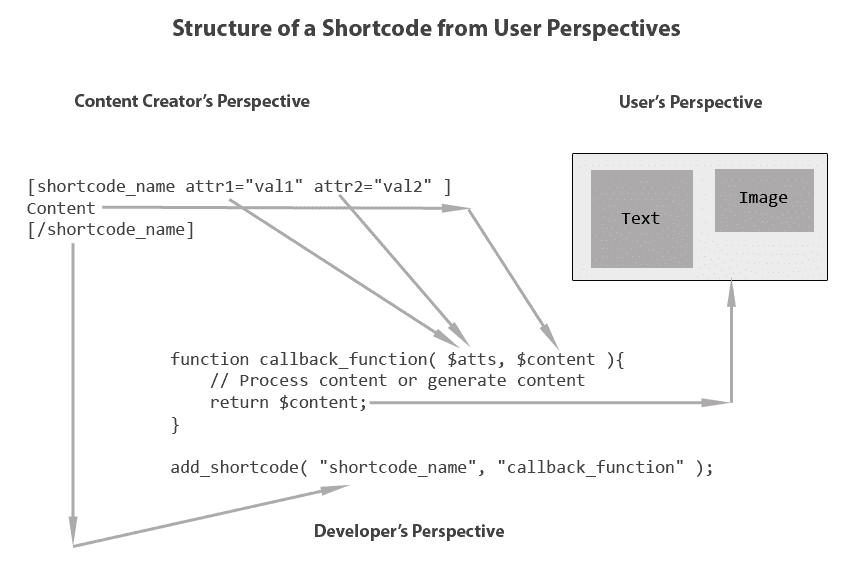 Structure of a Shortcode from User Perspectives
Content Creator’s Perspective
User’s Perspective
[shortcode_name attr1="val1" attr2="val2" ]
Content
[/shortcode_name]
Text
Image
function callback_function( $atts, $content ){
// Process content or generate content
return $content;
}
add_shortcode( "shortcode_name", "callback_function" );
Developer’s Perspective